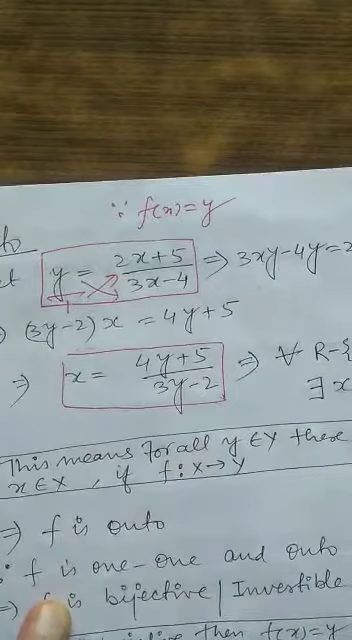 ∵ f(x) = y
y = 2x+5 / 3x-4 ⇒ 3xy-4y=2
(3y-2)x = 4y+5
⇒ x = 4y+5 / 3y-2 ⇒ ∀ R-{
∃ x
This means for all y ∈ Y there
x ∈ X , if f: X → Y
⇒ f is onto
∵ f is one-one and onto
⇒ is bijective | Invertible
then f(x)=y